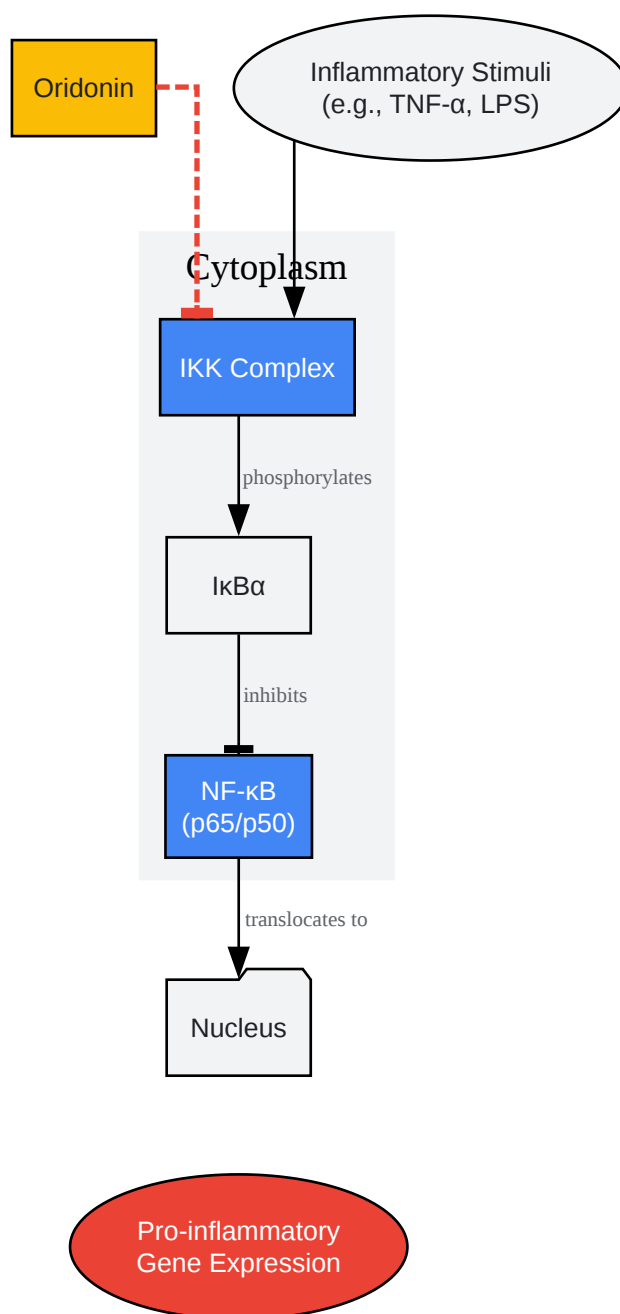 Oridonin
Inflammatory Stimuli
(e.g., TNF-α, LPS)
Cytoplasm
IKK Complex
phosphorylates
IκBα
inhibits
NF-κB
(p65/p50)
translocates to
Nucleus
Pro-inflammatory
Gene Expression